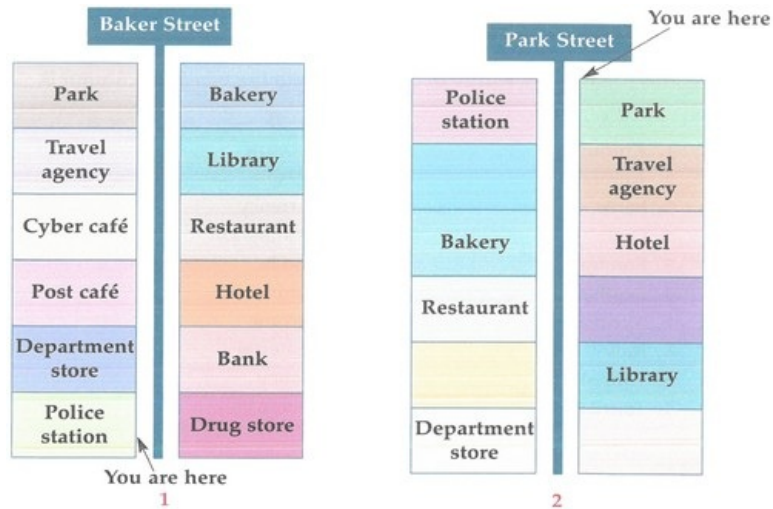 Baker Street
Park
Travel
agency
Cyber café
Post café
Department
store
Police
station
Bakery
Library
Restaurant
Hotel
Bank
Drug store
You are here
1
You are here
Park Street
Police
station
Bakery
Restaurant
Department
store
Park
Travel
agency
Hotel
Library
2